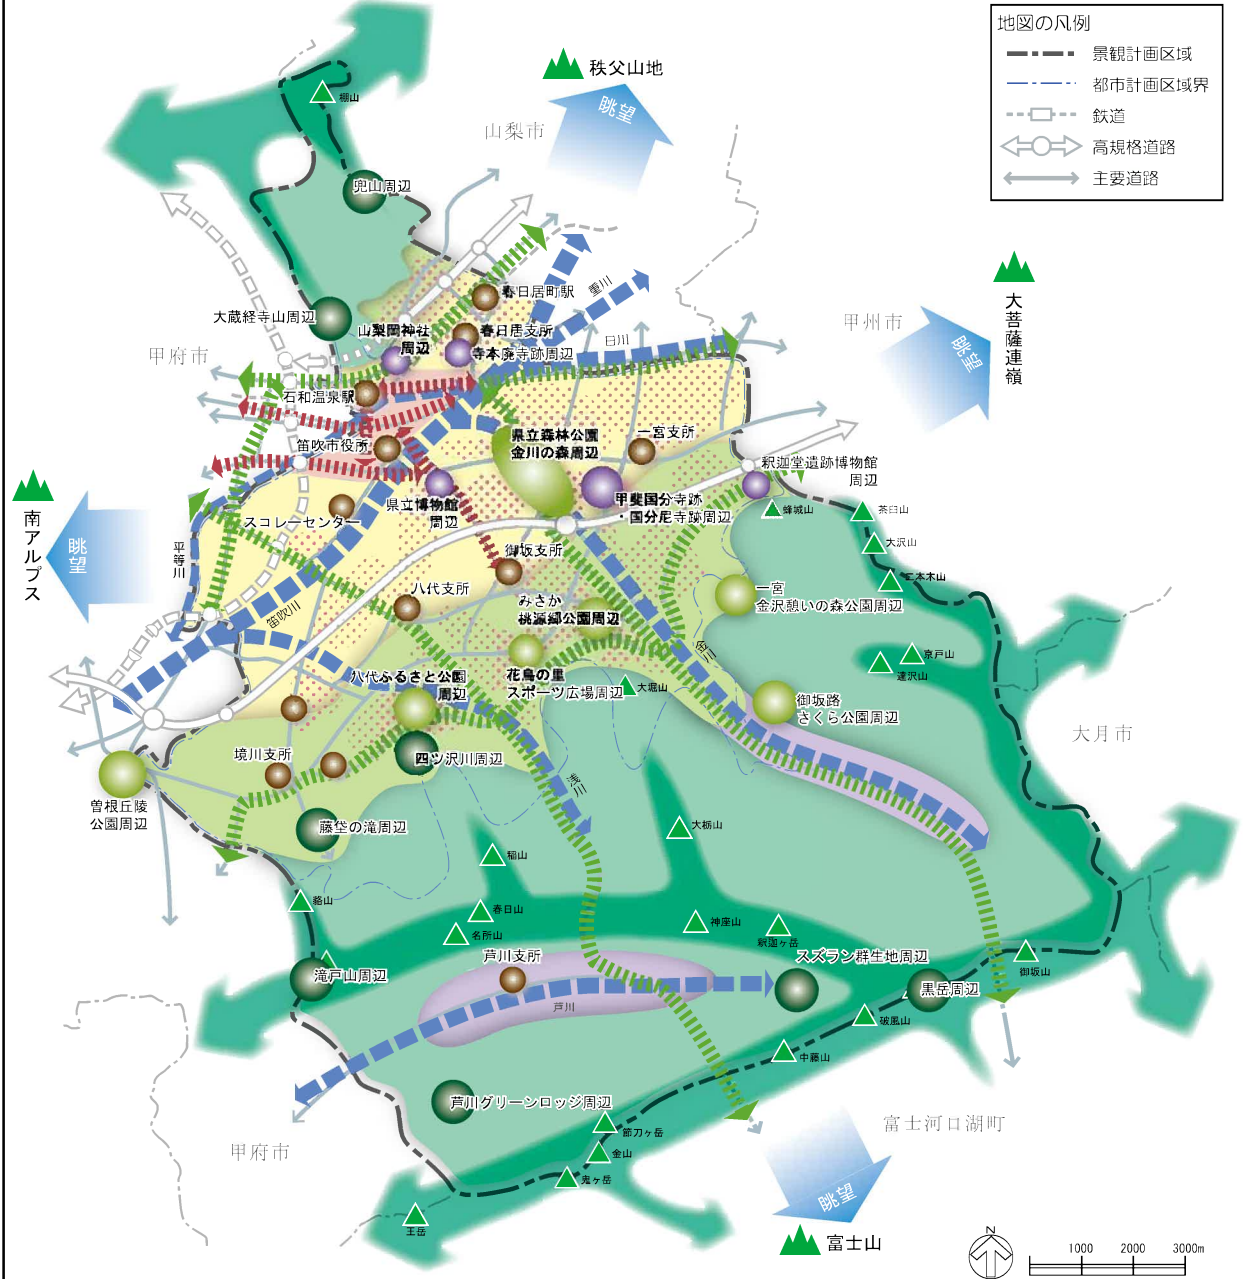 地図の凡例
景観計画区域
都市計画区域界
鉄道
高規格道路
主要道路
秩父山地
眺望
山梨市
棚山
兜山周辺
大菩薩連嶺
甲州市
眺望
大蔵経寺山周辺
甲府市
春日居町駅
重川
山梨岡神社
周辺
春日居支所
寺本廃寺跡周辺
日川
石和温泉駅
笛吹市役所
県立森林公園
金川の森周辺
一宮支所
釈迦堂遺跡博物館
周辺
県立博物館
周辺
甲斐国分寺跡
・国分尼寺跡周辺
蜂城山
茶臼山
大沢山
二本木山
南アルプス
眺望
スコレーセンター
平等川
御坂支所
八代支所
笛吹川
みさか
桃源郷公園周辺
一宮
金沢憩いの森公園周辺
金川
京戸山
達沢山
花鳥の里
スポーツ広場周辺
大堀山
八代ふるさと公園
周辺
御坂路
さくら公園周辺
大月市
境川支所
四ツ沢川周辺
浅川
曽根丘陵
公園周辺
藤垈の滝周辺
大栃山
稲山
絡山
春日山
名所山
神座山
釈迦ヶ岳
滝戸山周辺
芦川支所
スズラン群生地周辺
黒岳周辺
御坂山
戸川
破風山
中藤山
芦川グリーンロッジ周辺
節刀ヶ岳
金山
鬼ヶ岳
富士河口湖町
甲府市
王岳
眺望
富士山
N
1000 2000 3000m